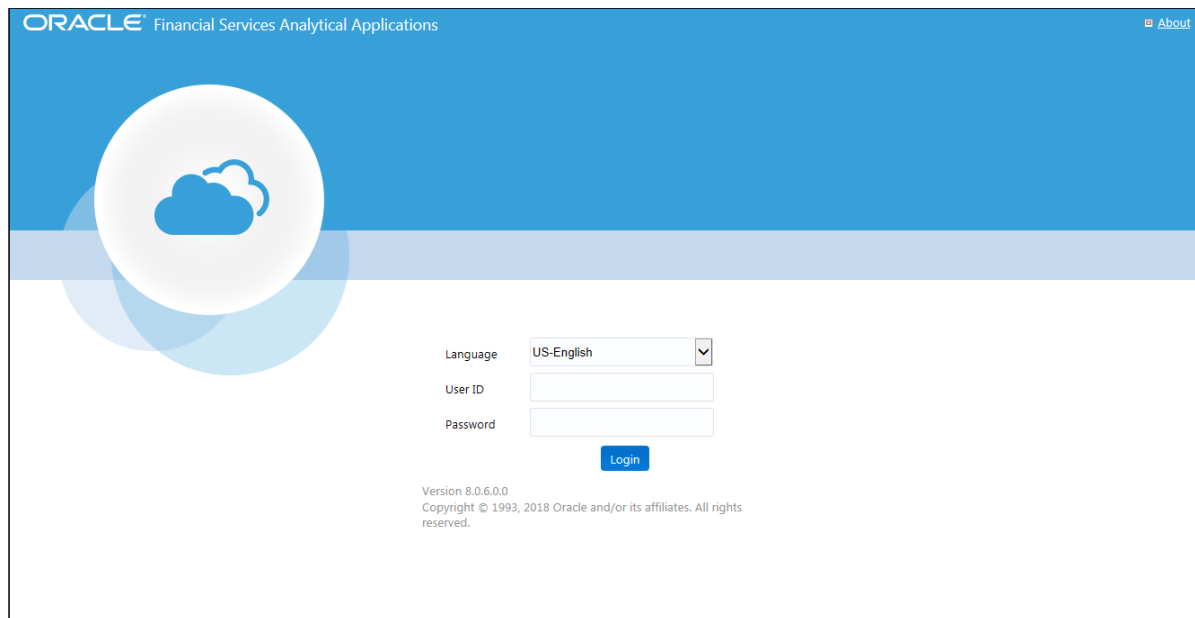 ORACLE® Financial Services Analytical Applications
About
Language US-English
User ID
Password
Login
Version 8.0.6.0.0
Copyright © 1993, 2018 Oracle and/or its affiliates. All rights
reserved.